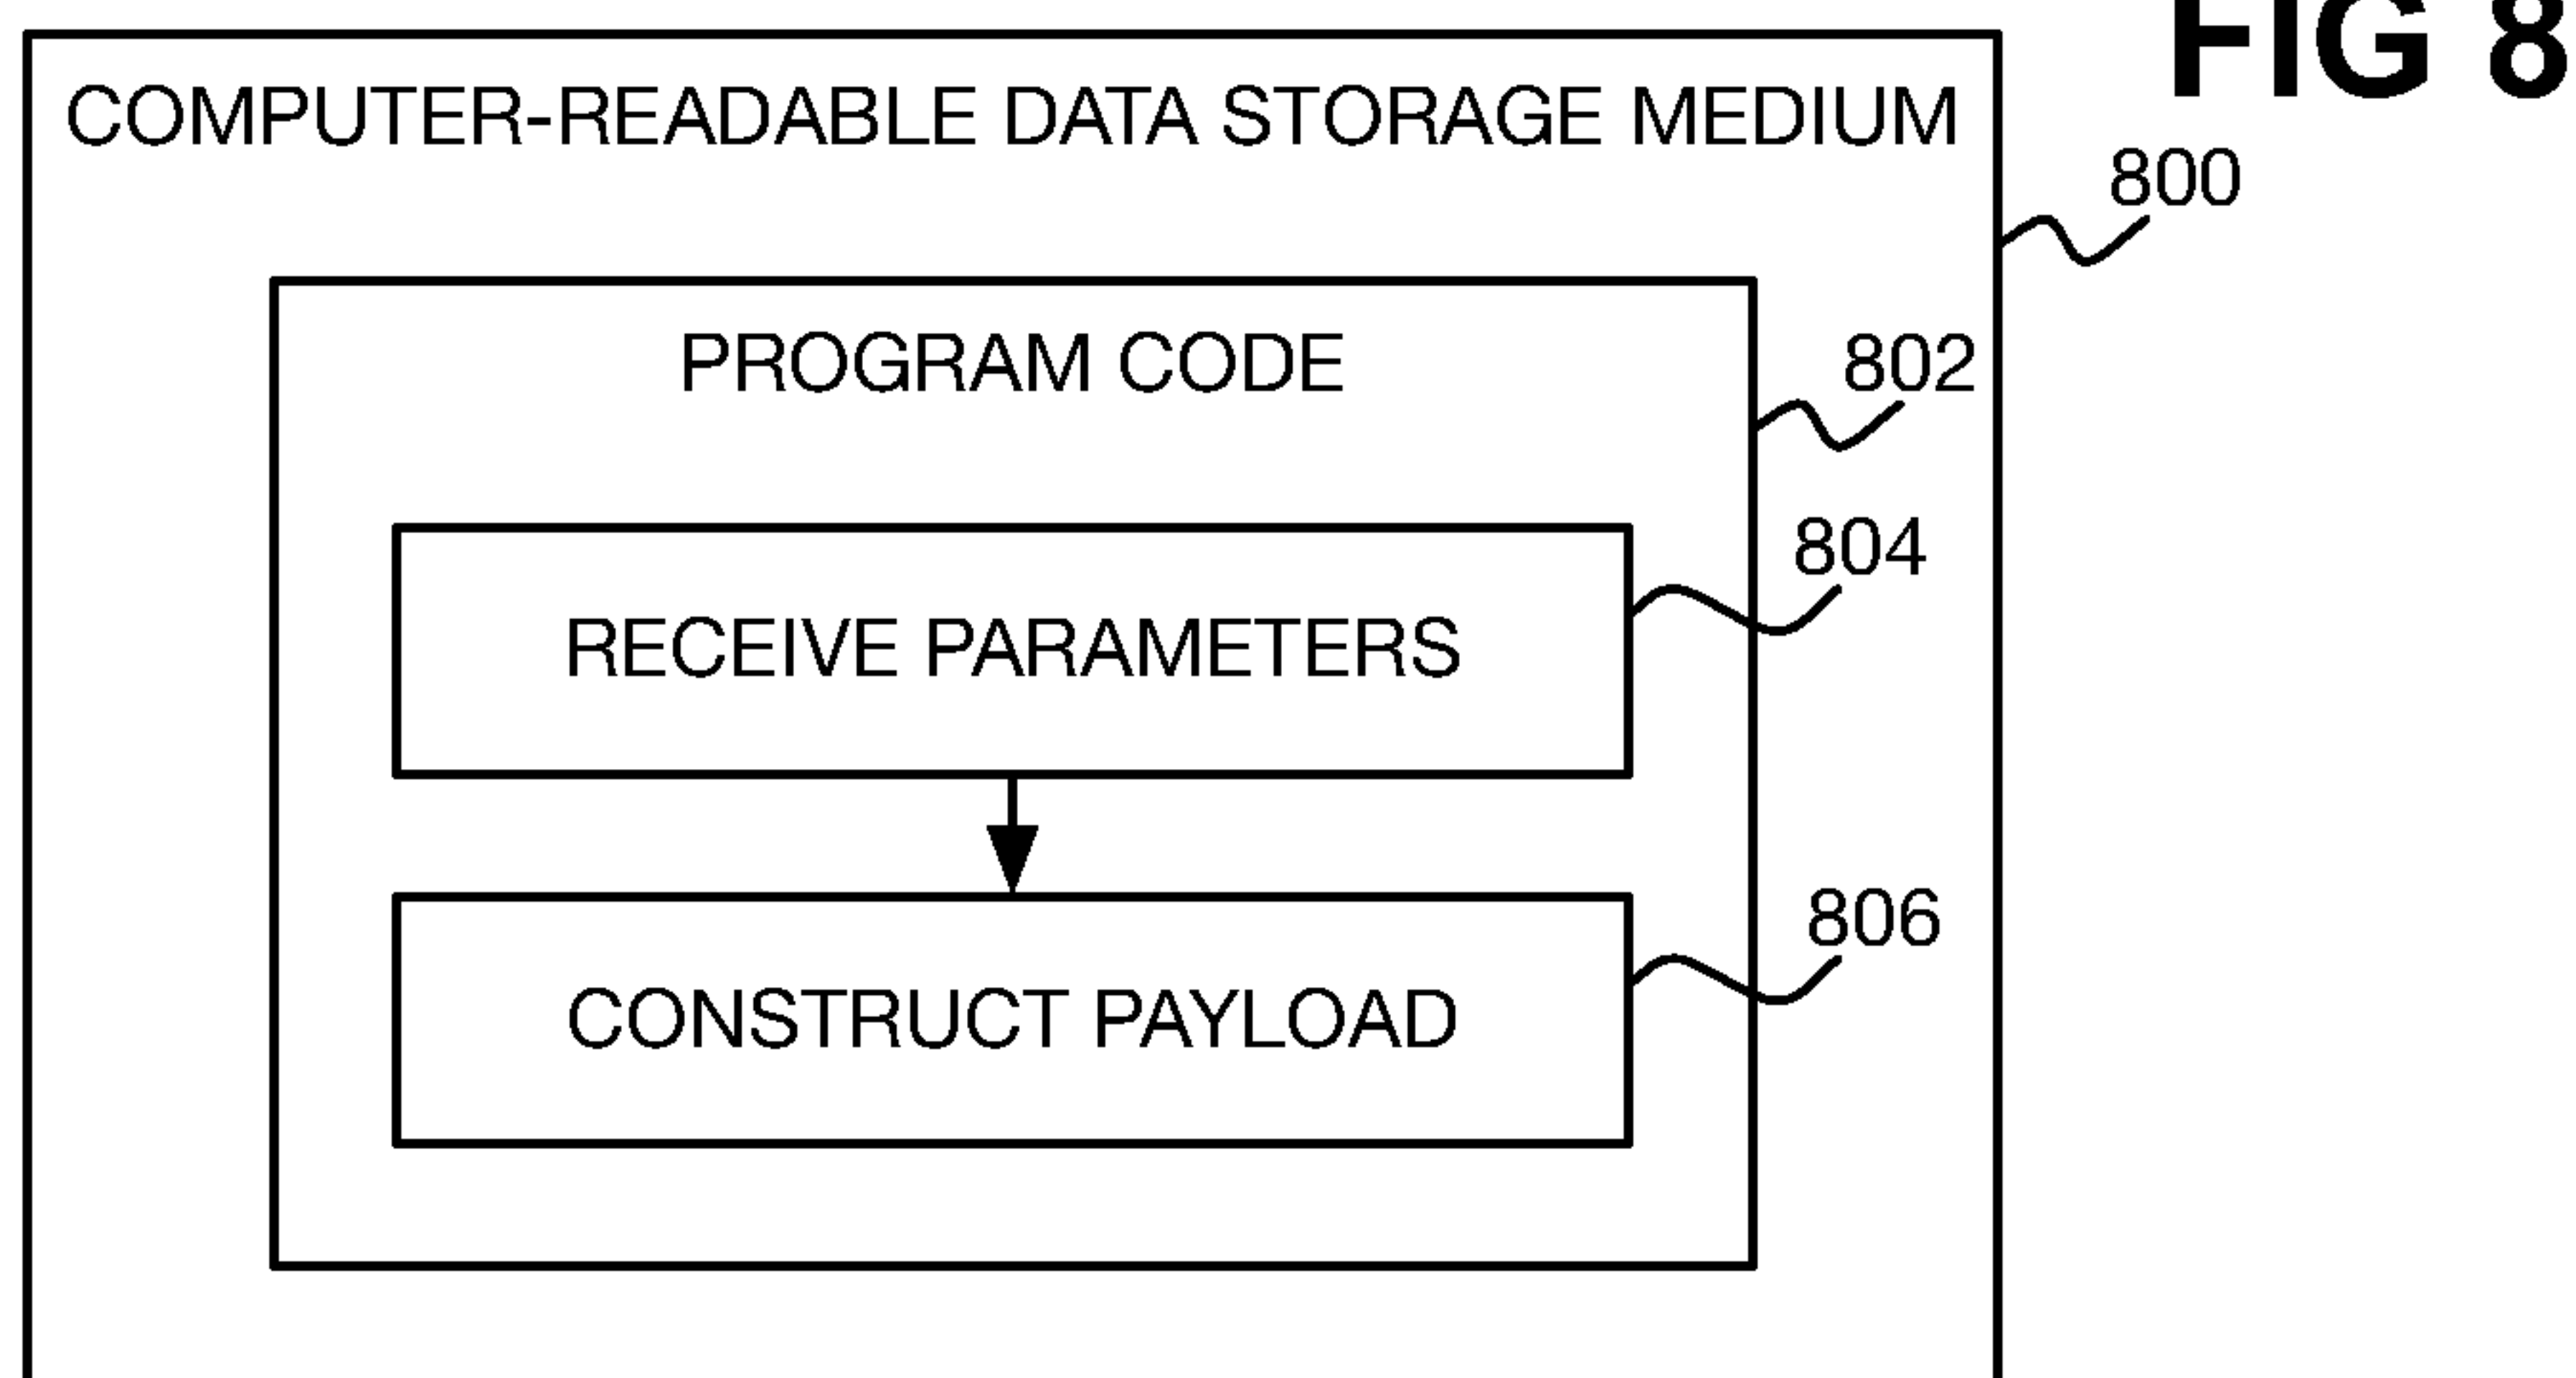 FIG 8
COMPUTER-READABLE DATA STORAGE MEDIUM
800
PROGRAM CODE
802
804
RECEIVE PARAMETERS
806
CONSTRUCT PAYLOAD